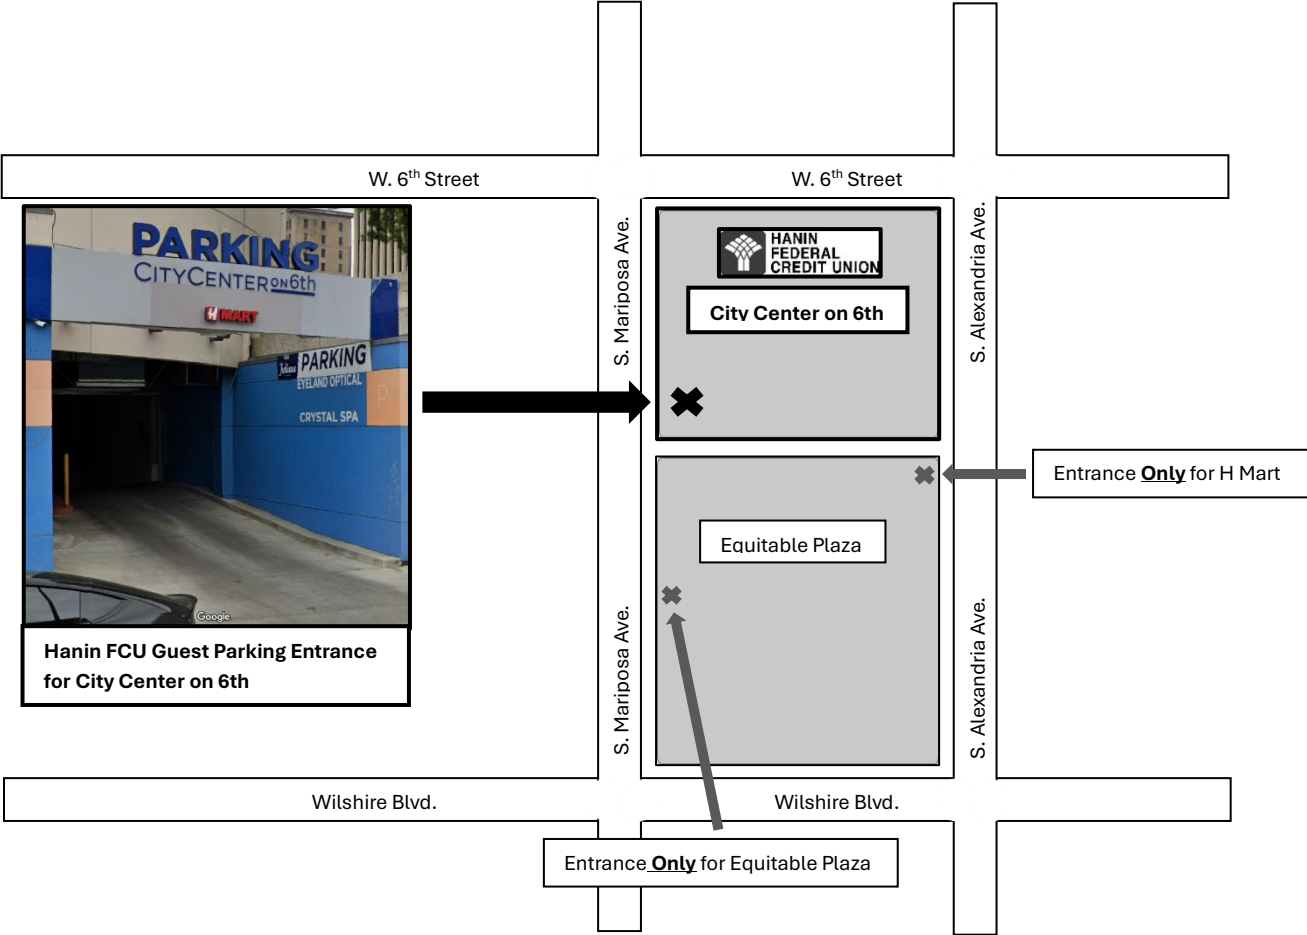 W. 6th Street
W. 6th Street
PARKING
CITYCENTER ON 6th
H MART
Juliana PARKING
EYELAND OPTICAL
P
CRYSTAL SPA
Google
Hanin FCU Guest Parking Entrance
for City Center on 6th
S. Mariposa Ave.
HANIN
FEDERAL
CREDIT UNION
City Center on 6th
S. Alexandria Ave.
Entrance Only for H Mart
Equitable Plaza
S. Mariposa Ave.
S. Alexandria Ave.
Wilshire Blvd.
Wilshire Blvd.
Entrance Only for Equitable Plaza